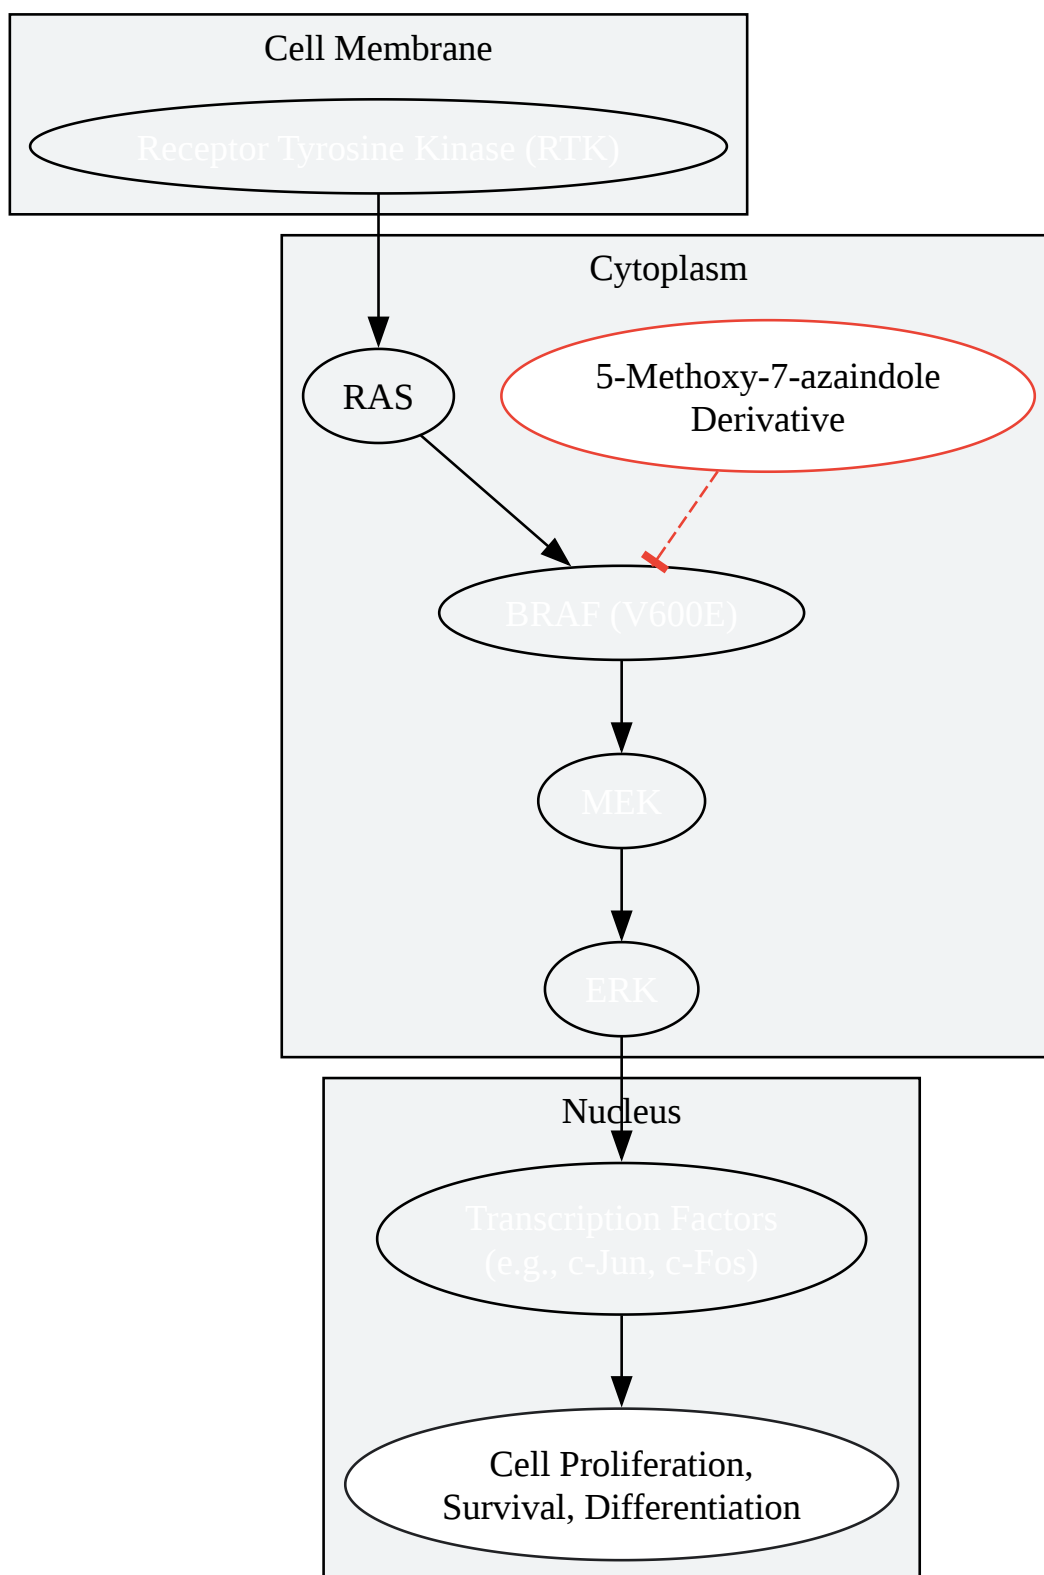 Cell Membrane
Receptor Tyrosine Kinase (RTK)
Cytoplasm
RAS
5-Methoxy-7-azaindole
Derivative
BRAF (V600E)
MEK
ERK
Nucleus
Transcription Factors
(e.g., c-Jun, c-Fos)
Cell Proliferation,
Survival, Differentiation